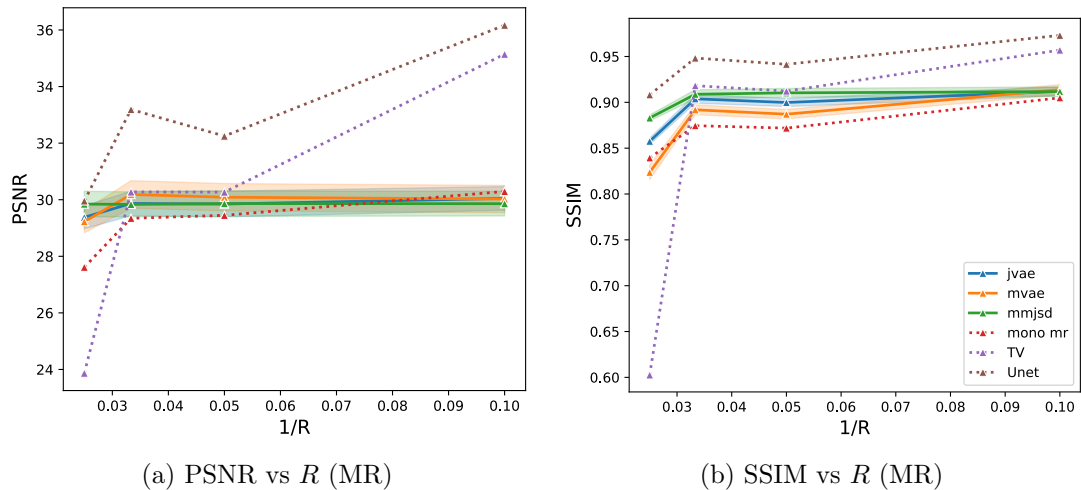 36
34
32
30
28
26
24
PSNR
0.03 0.04 0.05 0.06 0.07 0.08 0.09 0.10
1/R
(a) PSNR vs R (MR)
0.95
0.90
0.85
0.80
0.75
0.70
0.65
0.60
SSIM
jvae
mvae
mmjsd
mono mr
TV
Unet
0.03 0.04 0.05 0.06 0.07 0.08 0.09 0.10
1/R
(b) SSIM vs R (MR)